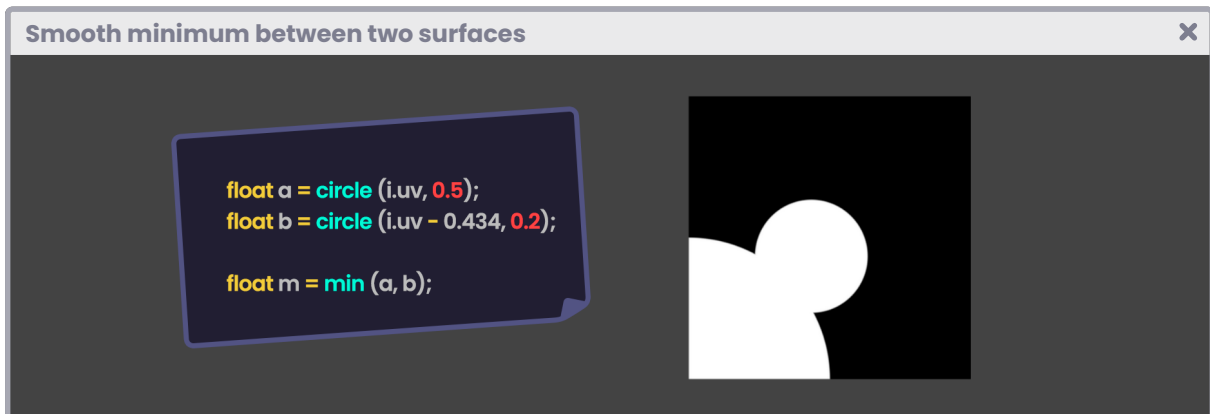 Smooth minimum between two surfaces
float a = circle (i.uv, 0.5);
float b = circle (i.uv - 0.434, 0.2);
float m = min (a, b);